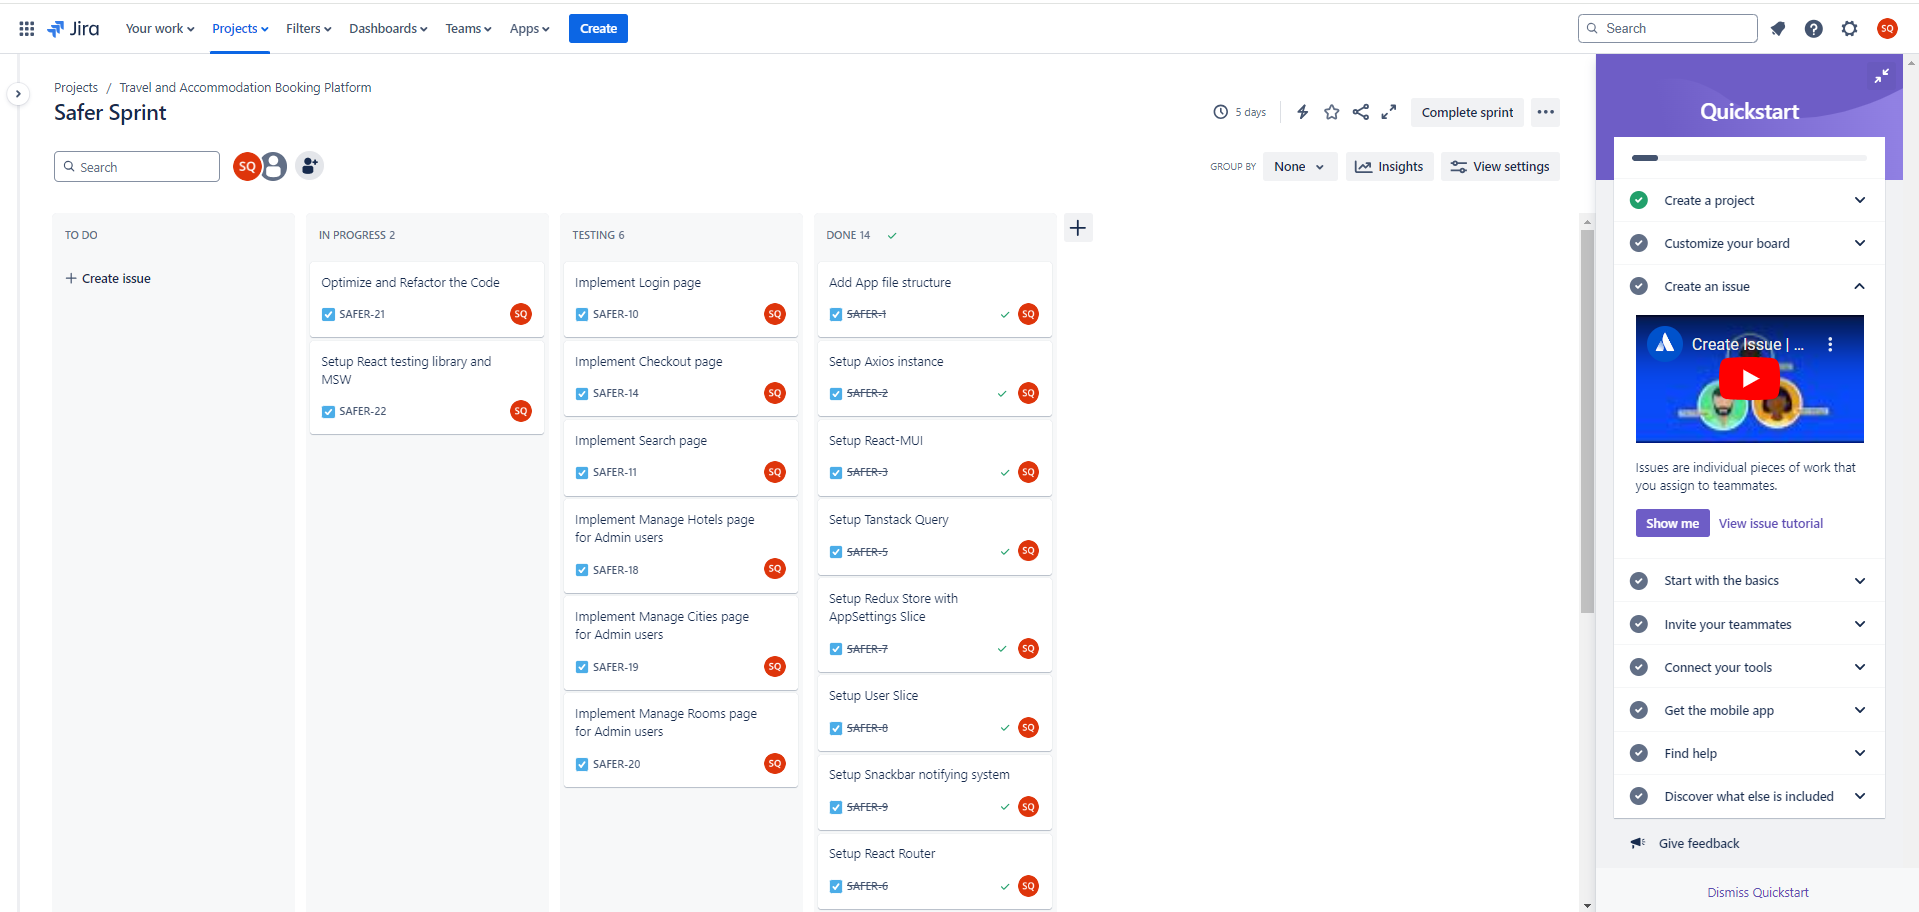 Jira
Your work
Projects
Filters
Dashboards
Teams
Apps
Create
Search
SQ
Projects / Travel and Accommodation Booking Platform
Safer Sprint
5 days
Complete sprint
Search
SQ
GROUP BY
None
Insights
View settings
TO DO
Create issue
IN PROGRESS 2
Optimize and Refactor the Code
SAFER-21
SQ
Setup React testing library and
MSW
SAFER-22
SQ
TESTING 6
Implement Login page
SAFER-10
SQ
Implement Checkout page
SAFER-14
SQ
Implement Search page
SAFER-11
SQ
Implement Manage Hotels page
for Admin users
SAFER-18
SQ
Implement Manage Cities page
for Admin users
SAFER-19
SQ
Implement Manage Rooms page
for Admin users
SAFER-20
SQ
DONE 14
Add App file structure
SAFER-1
SQ
Setup Axios instance
SAFER-2
SQ
Setup React-MUI
SAFER-3
SQ
Setup Tanstack Query
SAFER-5
SQ
Setup Redux Store with
AppSettings Slice
SAFER-7
SQ
Setup User Slice
SAFER-8
SQ
Setup Snackbar notifying system
SAFER-9
SQ
Setup React Router
SAFER-6
SQ
Quickstart
Create a project
Customize your board
Create an issue
Create Issue | ...
Issues are individual pieces of work that
you assign to teammates.
Show me
View issue tutorial
Start with the basics
Invite your teammates
Connect your tools
Get the mobile app
Find help
Discover what else is included
Give feedback
Dismiss Quickstart